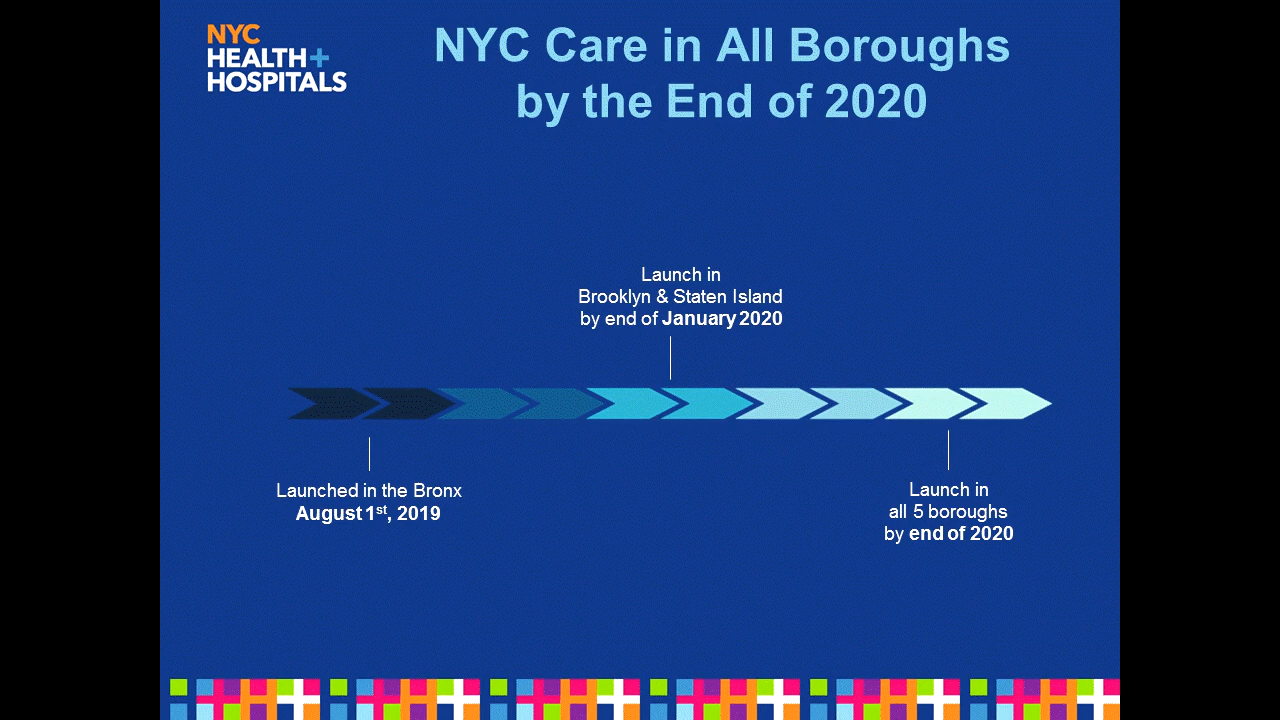 NYC
HEALTH+
HOSPITALS
NYC Care in All Boroughs
by the End of 2020
Launch in
Brooklyn & Staten Island
by end of January 2020
Launched in the Bronx
August 1st, 2019
Launch in
all 5 boroughs
by end of 2020